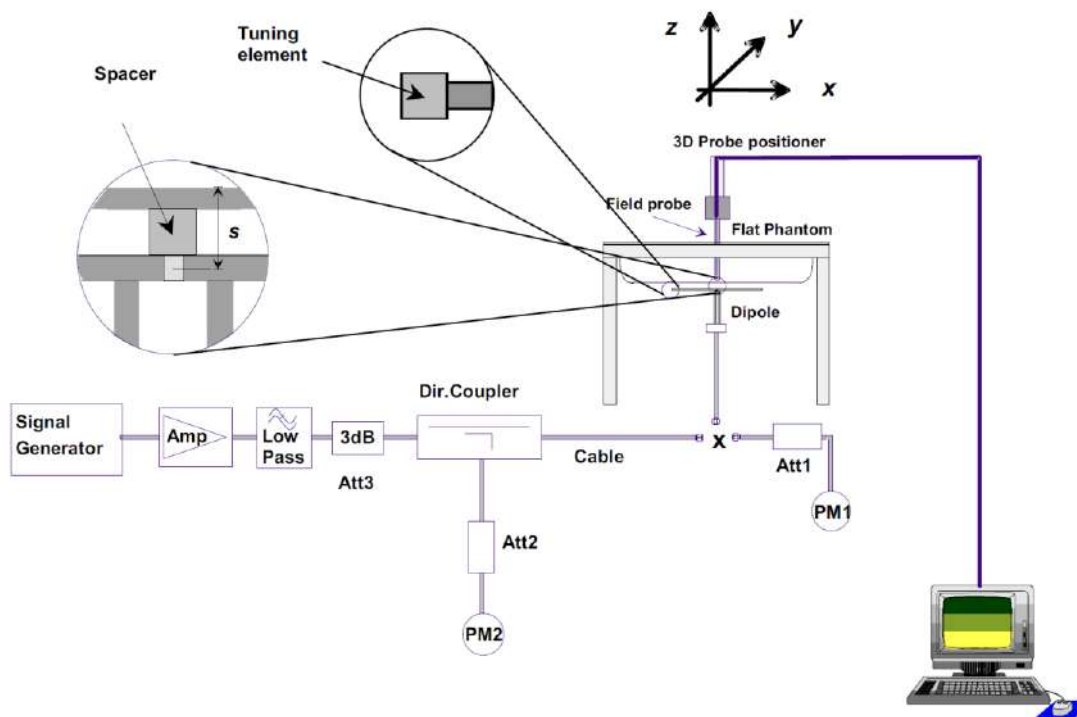 Tuning
element
Spacer
s
z
y
x
3D Probe positioner
Field probe
Flat Phantom
Dipole
Dir.Coupler
Signal
Generator
Amp
Low
Pass
3dB
Att3
Cable
X
Att1
PM1
Att2
PM2